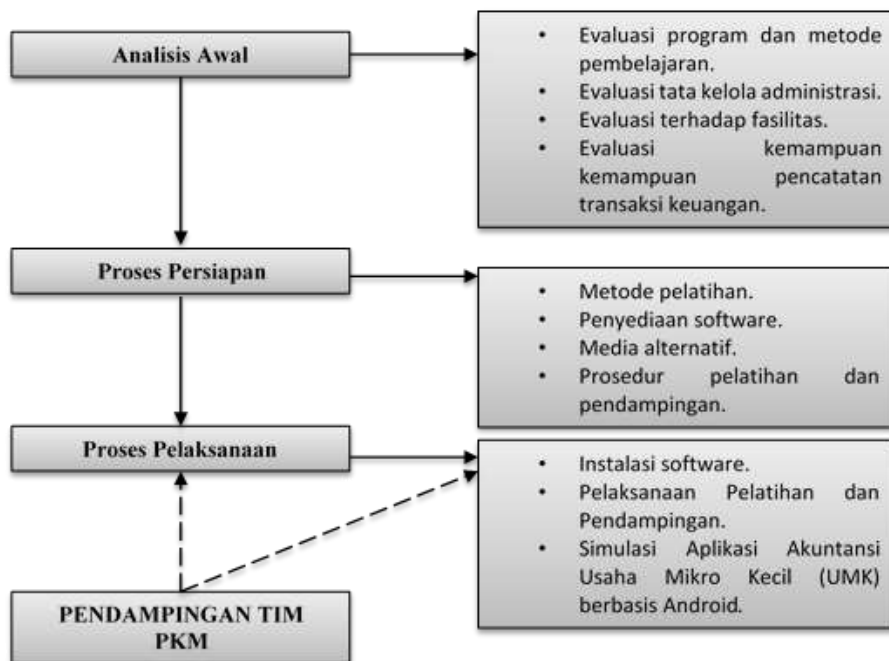 Analisis Awal
• Evaluasi program dan metode
pembelajaran.
• Evaluasi tata kelola administrasi.
• Evaluasi terhadap fasilitas.
• Evaluasi kemampuan
kemampuan pencatatan
transaksi keuangan.
Proses Persiapan
• Metode pelatihan.
• Penyediaan software.
• Media alternatif.
• Prosedur pelatihan dan
pendampingan.
Proses Pelaksanaan
• Instalasi software.
• Pelaksanaan Pelatihan dan
Pendampingan.
• Simulasi Aplikasi Akuntansi
Usaha Mikro Kecil (UMK)
berbasis Android.
PENDAMPINGAN TIM
PKM